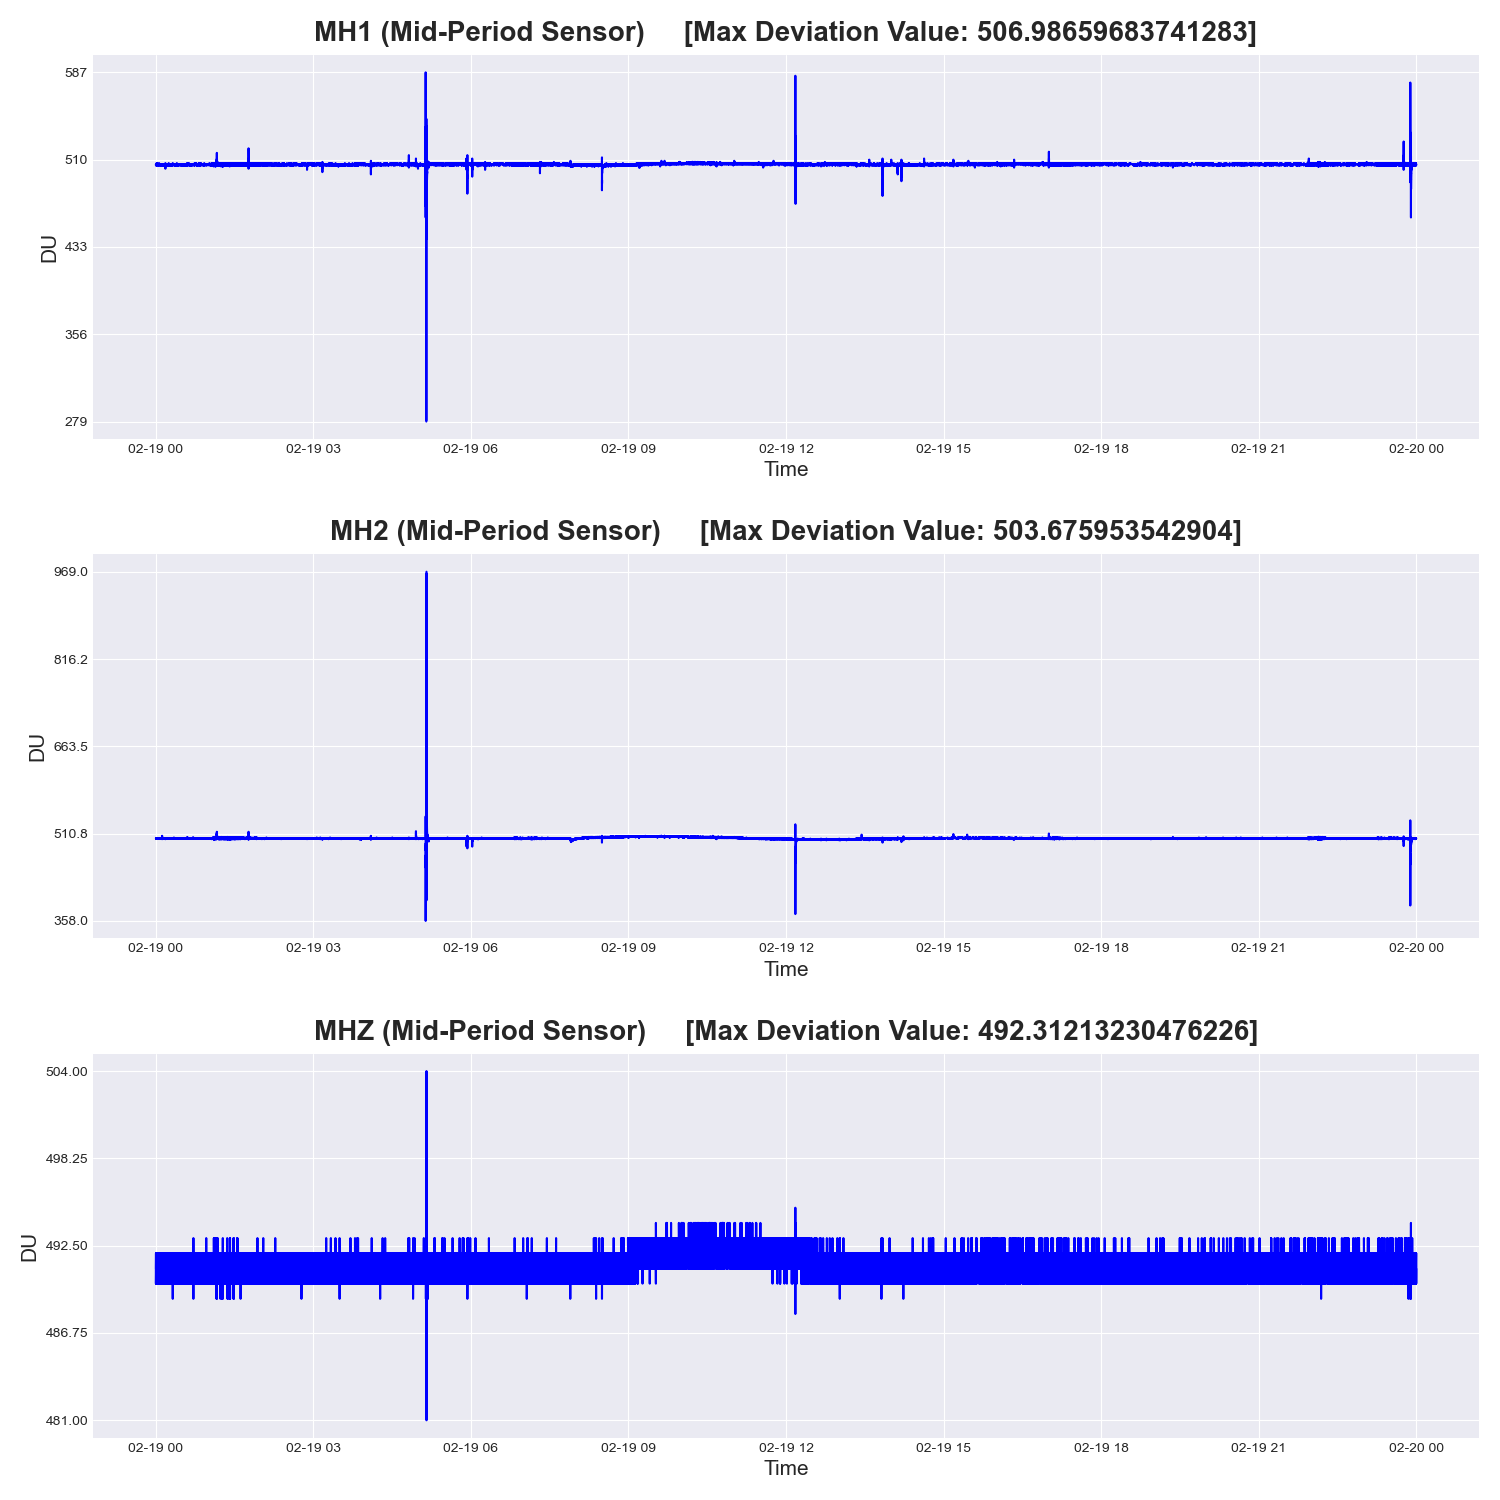 MH1 (Mid-Period Sensor) [Max Deviation Value: 506.98659683741283]
587
510
433
356
279
DU
02-19 00 02-19 03 02-19 06 02-19 09 02-19 12 02-19 15 02-19 18 02-19 21 02-20 00
Time
MH2 (Mid-Period Sensor) [Max Deviation Value: 503.675953542904]
969.0
816.2
663.5
510.8
358.0
DU
02-19 00 02-19 03 02-19 06 02-19 09 02-19 12 02-19 15 02-19 18 02-19 21 02-20 00
Time
MHZ (Mid-Period Sensor) [Max Deviation Value: 492.31213230476226]
504.00
498.25
492.50
486.75
481.00
DU
02-19 00 02-19 03 02-19 06 02-19 09 02-19 12 02-19 15 02-19 18 02-19 21 02-20 00
Time